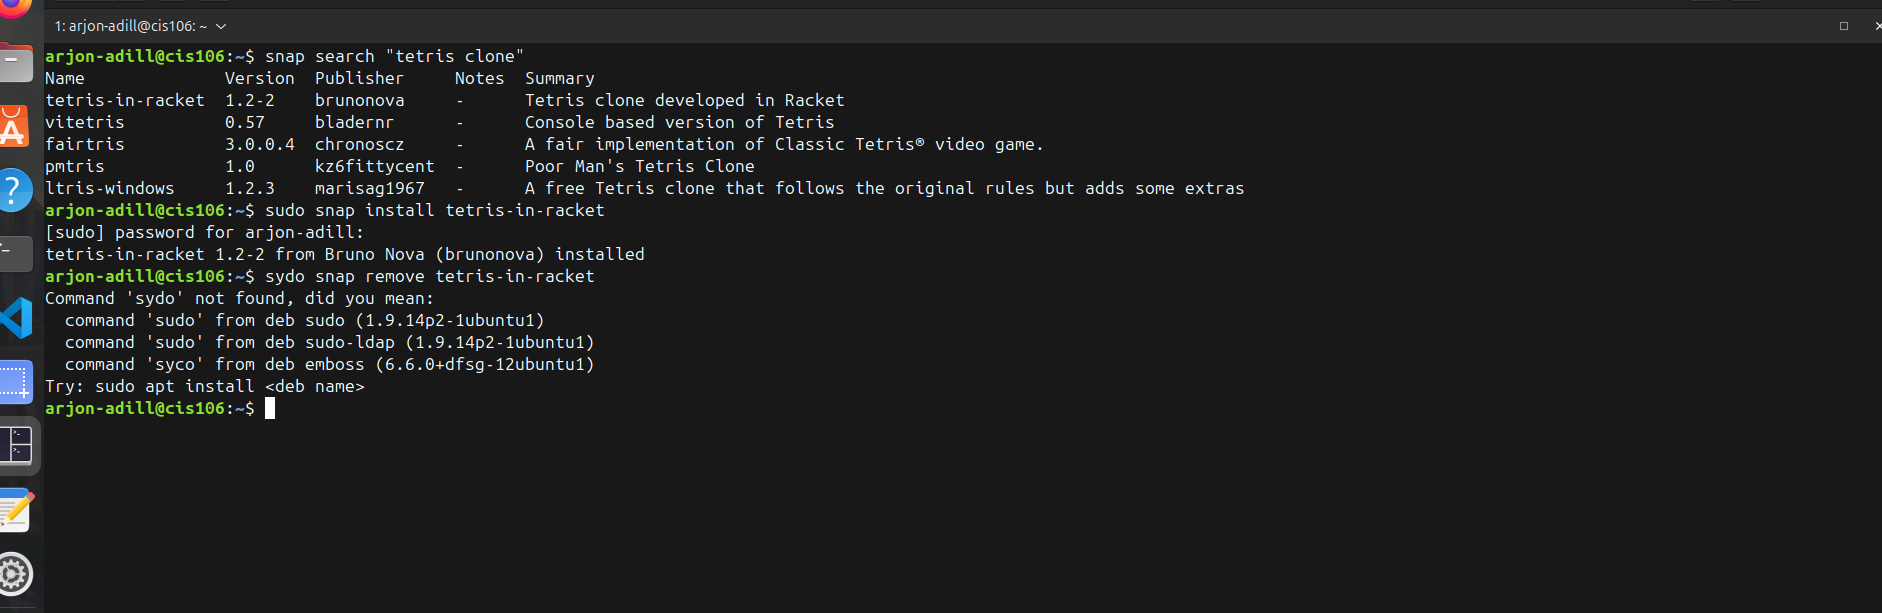 1: arjon-adill@cis106: ~
arjon-adill@cis106:~$ snap search "tetris clone"
Name              Version  Publisher     Notes  Summary
tetris-in-racket  1.2-2    brunonova     -      Tetris clone developed in Racket
vitetris          0.57     bladernr      -      Console based version of Tetris
fairtris          3.0.0.4  chronoscz     -      A fair implementation of Classic Tetris® video game.
pmtris            1.0      kz6fittycent  -      Poor Man's Tetris Clone
ltris-windows     1.2.3    marisag1967   -      A free Tetris clone that follows the original rules but adds some extras
arjon-adill@cis106:~$ sudo snap install tetris-in-racket
[sudo] password for arjon-adill:
tetris-in-racket 1.2-2 from Bruno Nova (brunonova) installed
arjon-adill@cis106:~$ sydo snap remove tetris-in-racket
Command 'sydo' not found, did you mean:
  command 'sudo' from deb sudo (1.9.14p2-1ubuntu1)
  command 'sudo' from deb sudo-ldap (1.9.14p2-1ubuntu1)
  command 'syco' from deb emboss (6.6.0+dfsg-12ubuntu1)
Try: sudo apt install <deb name>
arjon-adill@cis106:~$